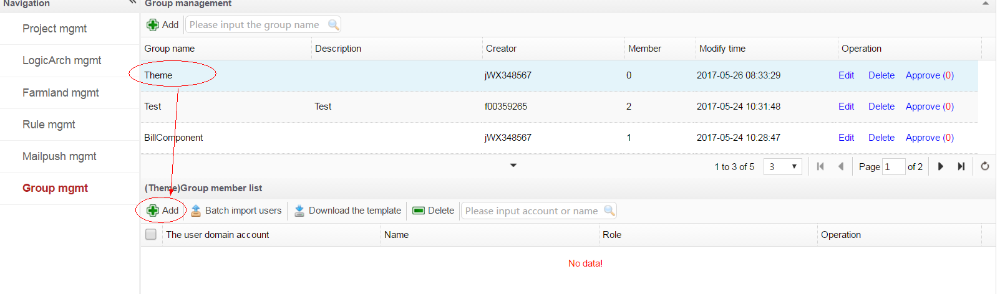 Navigation
Project mgmt
LogicArch mgmt
Farmland mgmt
Rule mgmt
Mailpush mgmt
Group mgmt
Group management
Add Please input the group name
Group name Description Creator Member Modify time Operation
Theme jWX348567 0 2017-05-26 08:33:29 Edit Delete Approve (0)
Test Test f00359265 2 2017-05-24 10:31:48 Edit Delete Approve (0)
BillComponent jWX348567 1 2017-05-24 10:28:47 Edit Delete Approve (0)
1 to 3 of 5 3 Page 1 of 2
(Theme)Group member list
Add Batch import users Download the template Delete Please input account or name
The user domain account Name Role Operation
No data!